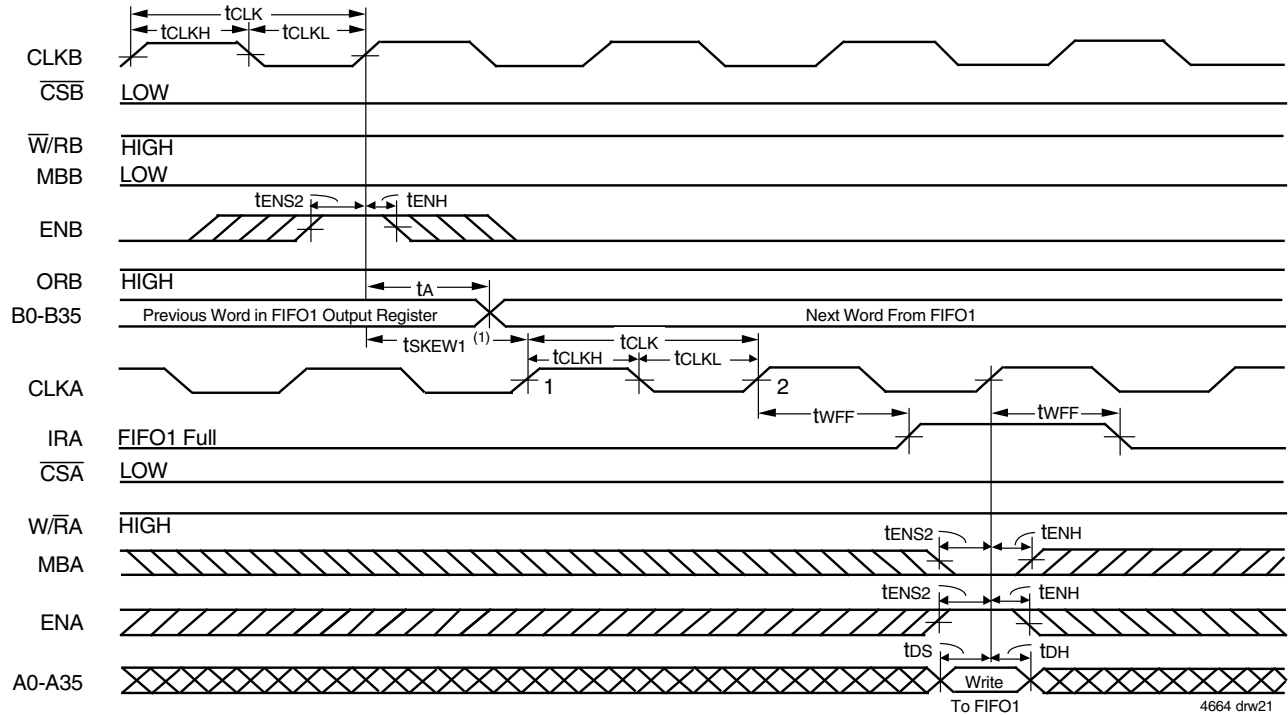 tCLK
tCLKH tCLKL
CLKB
CSB LOW
W/RB HIGH
MBB LOW
tENS2 tENH
ENB
ORB HIGH
tA
B0-B35 Previous Word in FIFO1 Output Register Next Word From FIFO1
tSKEW1 (1) tCLK
tCLKH tCLKL
CLKA 1 2
tWFF tWFF
IRA FIFO1 Full
CSA LOW
W/RA HIGH
tENS2 tENH
MBA
tENS2 tENH
ENA
tDS tDH
A0-A35 Write
To FIFO1 4664 drw21